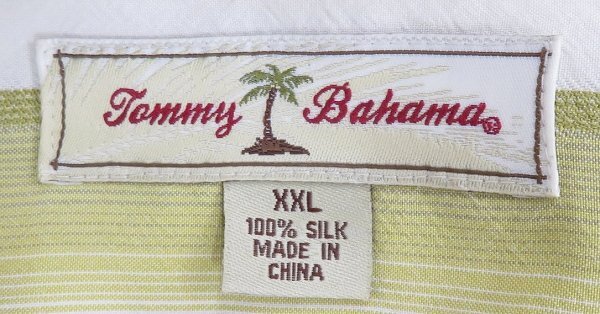 Tommy Bahama
XXL
100% SILK
MADE IN
CHINA